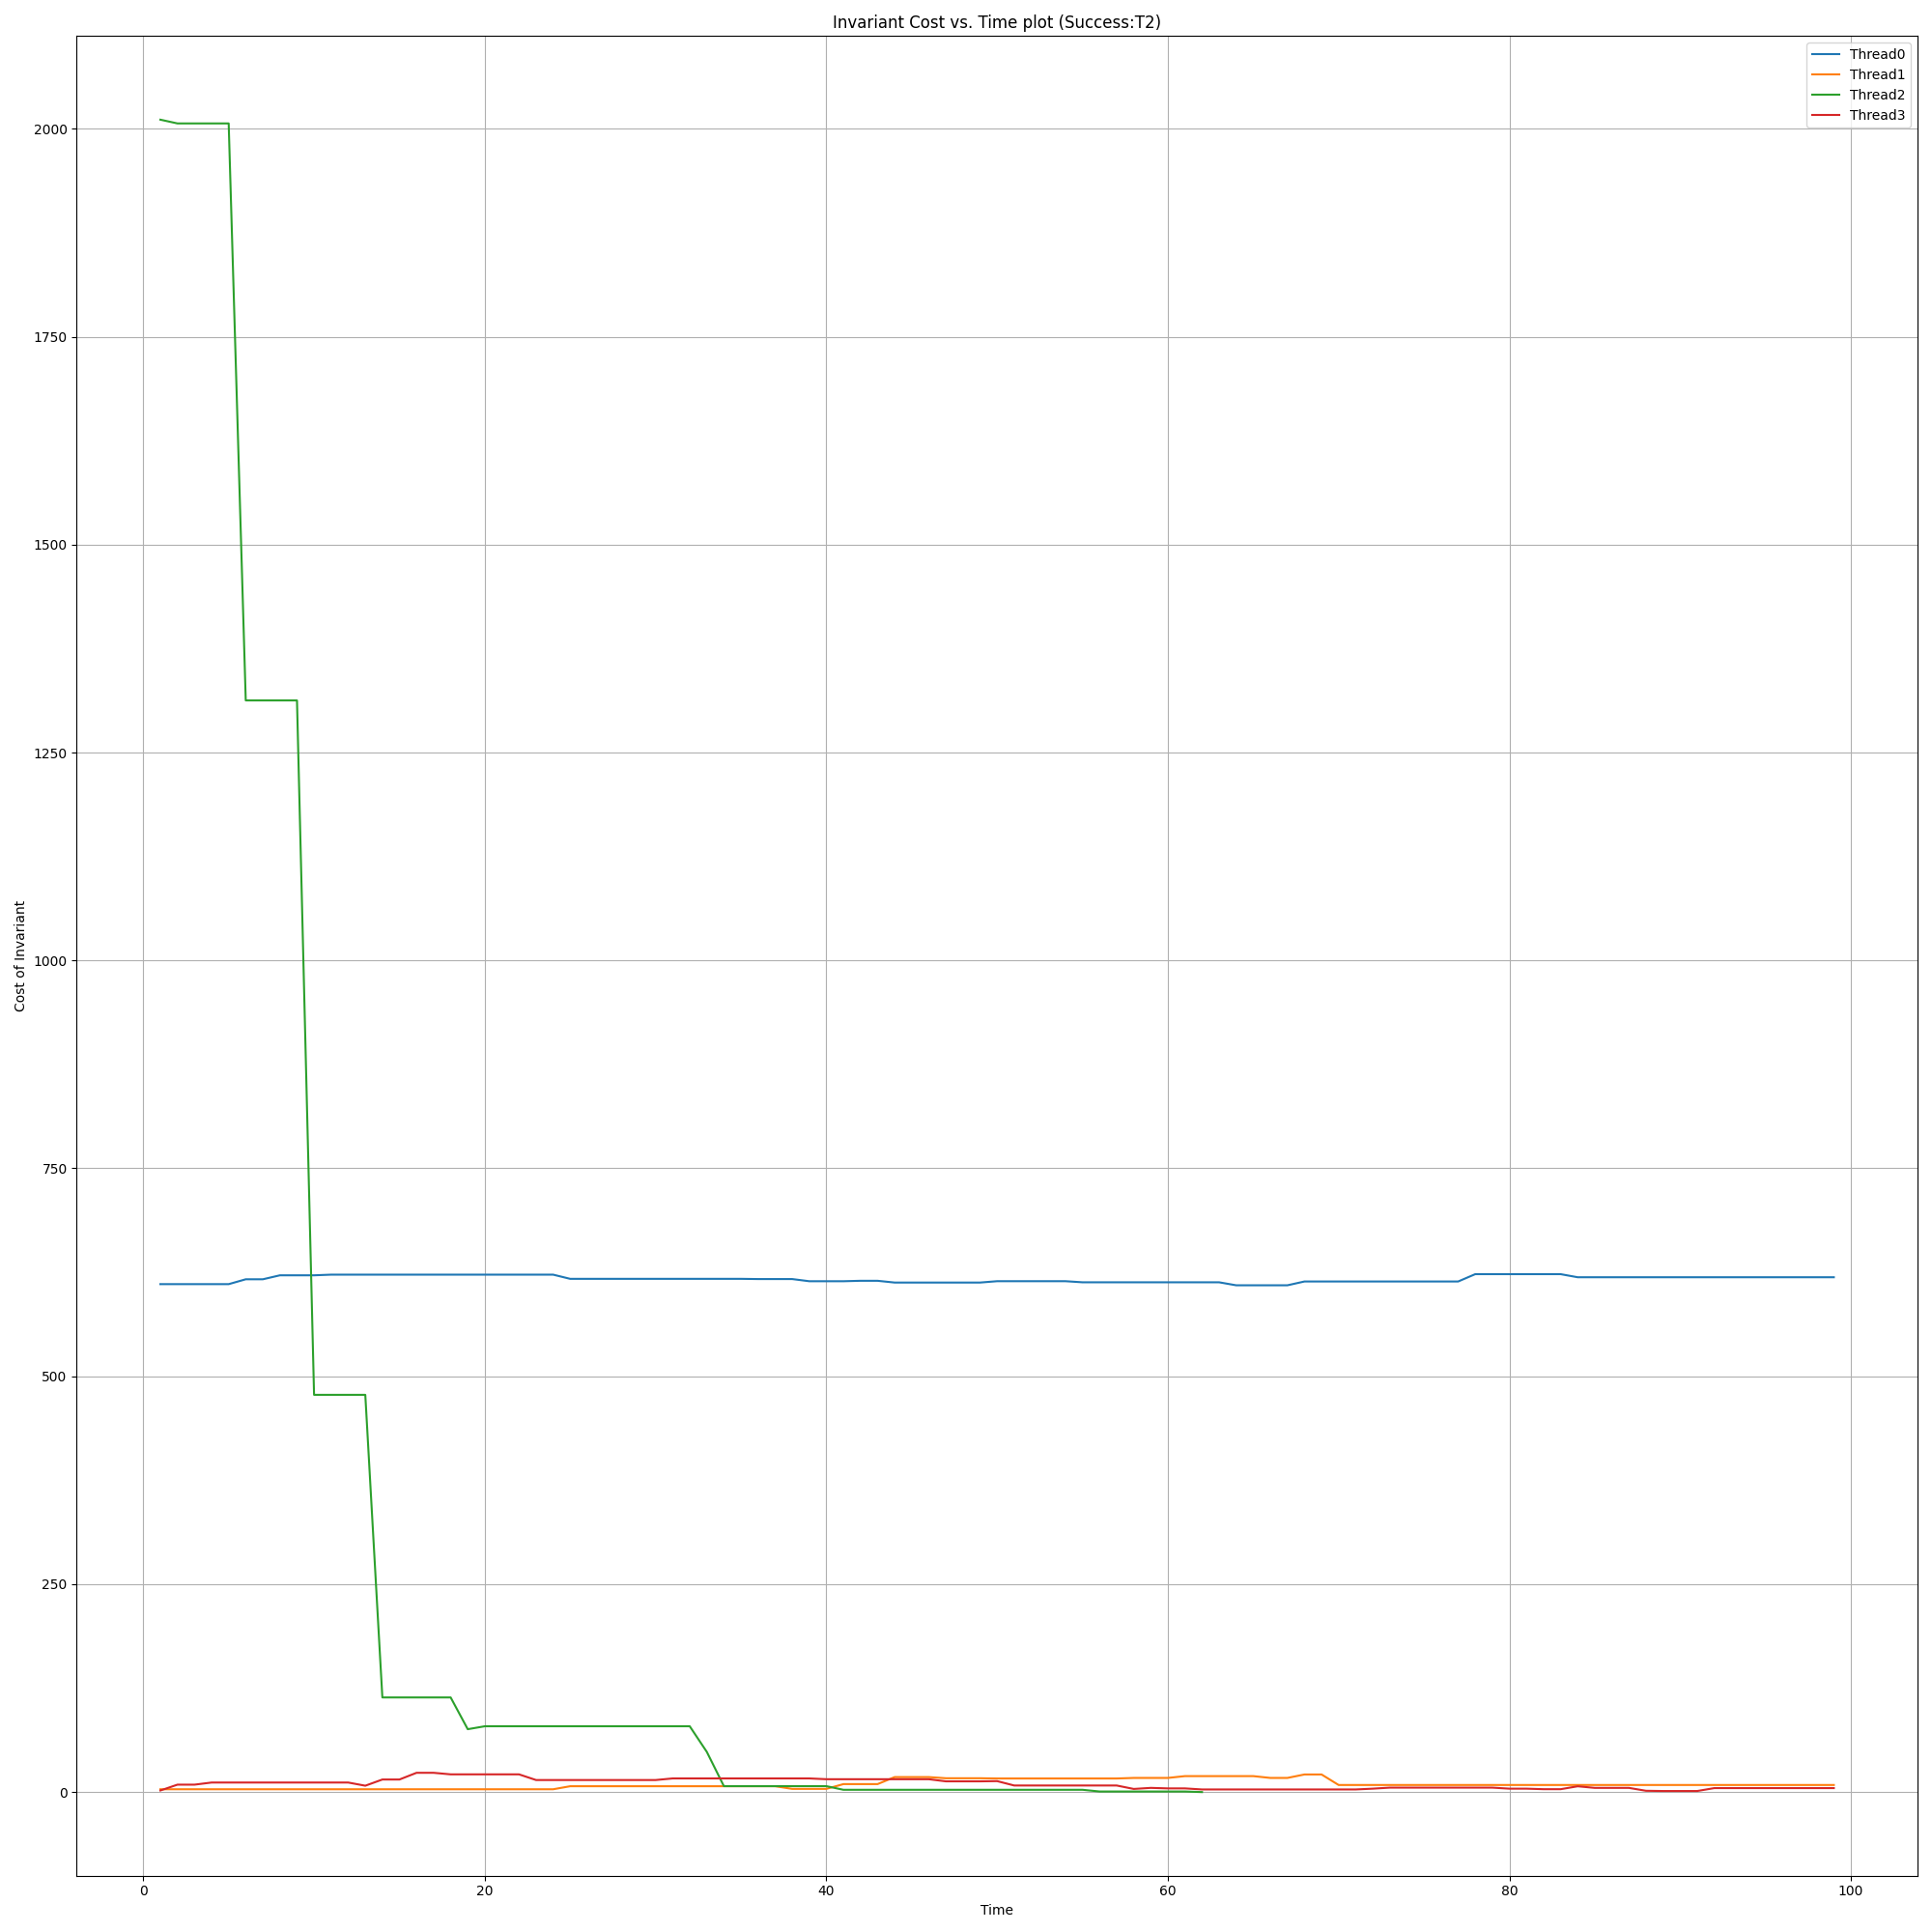 Invariant Cost vs. Time plot (Success:T2)
Thread0
Thread1
Thread2
Thread3
2000
1750
1500
1250
1000
750
500
250
0
Cost of Invariant
0 20 40 60 80 100
Time